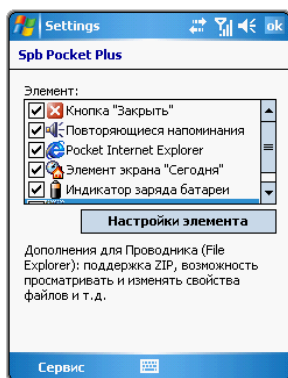 Settings
ok
Spb Pocket Plus
Элемент:
Кнопка "Закрыть"
Повторяющиеся напоминания
Pocket Internet Explorer
Элемент экрана "Сегодня"
Индикатор заряда батареи
Настройки элемента
Дополнения для Проводника (File
Explorer): поддержка ZIP, возможность
просматривать и изменять свойства
файлов и т.д.
Сервис